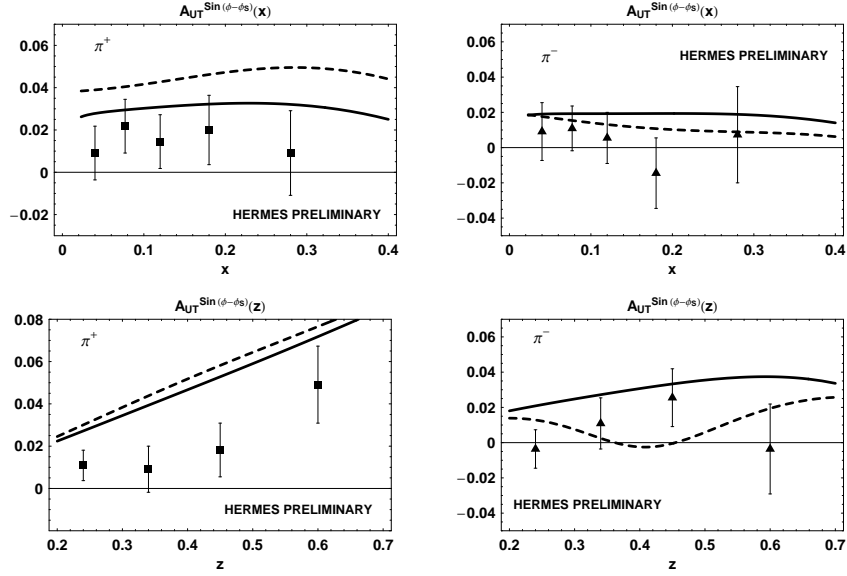 A_UT^Sin (ϕ−ϕs)(x)
π+
0.06
0.04
0.02
0
−0.02
HERMES PRELIMINARY
0 0.1 0.2 0.3 0.4
x
A_UT^Sin (ϕ−ϕs)(x)
π−
HERMES PRELIMINARY
0.06
0.04
0.02
0
−0.02
−0.04
0 0.1 0.2 0.3 0.4
x
A_UT^Sin (ϕ−ϕs)(z)
π+
0.08
0.06
0.04
0.02
0
HERMES PRELIMINARY
0.2 0.3 0.4 0.5 0.6 0.7
z
A_UT^Sin (ϕ−ϕs)(z)
π−
0.06
0.04
0.02
0
−0.02
−0.04
HERMES PRELIMINARY
0.2 0.3 0.4 0.5 0.6 0.7
z